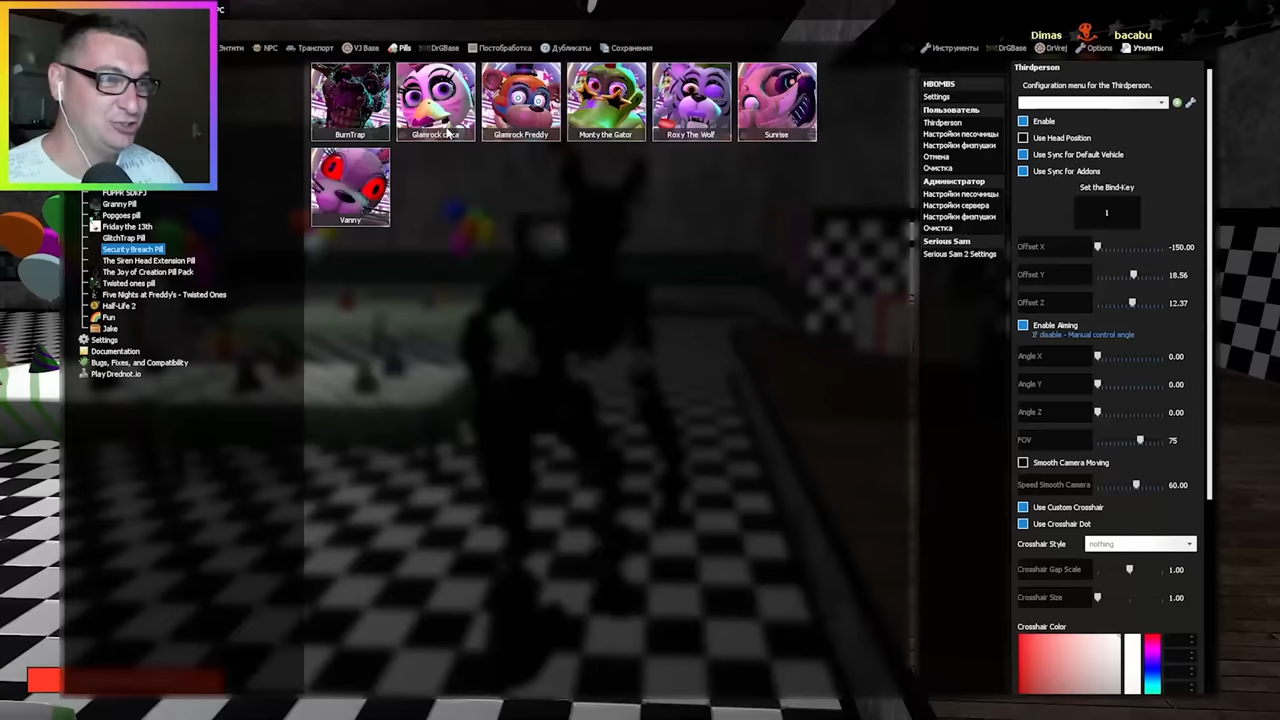 PC
Dimas
bacabu
Энтити
NPC
Транспорт
VJ Base
Pills
DrGBase
Постобработка
Дубликаты
Сохранения
Инструменты
DrGBase
DrVrej
Options
Утилиты
BurnTrap
Glamrock
Glamrock Freddy
Monty the Gator
Roxy The Wolf
Sunrise
Vanny
Granny Pill
Popgoes pill
Friday the 13th
GlitchTrap Pill
Security Breach Pill
The Siren Head Extension Pill
The Joy of Creation Pill Pack
Twisted ones pill
Five Nights at Freddy's - Twisted Ones
Half-Life 2
Fun
Jake
Settings
Documentation
Bugs, Fixes, and Compatibility
Play Drednot.io
HBOMBS
Settings
Пользователь
Thirdperson
Настройки песочницы
Настройки физпушки
Отмена
Очистка
Администратор
Настройки песочницы
Настройки сервера
Настройки физпушки
Очистка
Serious Sam
Serious Sam 2 Settings
Thirdperson
Configuration menu for the Thirdperson.
Enable
Use Head Position
Use Sync for Default Vehicle
Use Sync for Addons
Set the Bind-Key
1
Offset X -150.00
Offset Y 18.56
Offset Z 12.37
Enable Aiming
If disable - Manual control angle
Angle X 0.00
Angle Y 0.00
Angle Z 0.00
FOV 75
Smooth Camera Moving
Speed Smooth Camera 60.00
Use Custom Crosshair
Use Crosshair Dot
Crosshair Style nothing
Crosshair Gap Scale 1.00
Crosshair Size 1.00
Crosshair Color